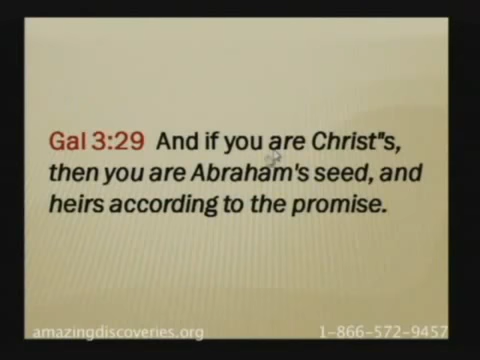 Gal 3:29 And if you are Christ"s,
then you are Abraham's seed, and
heirs according to the promise.
amazingdiscoveries.org 1-866-572-9457